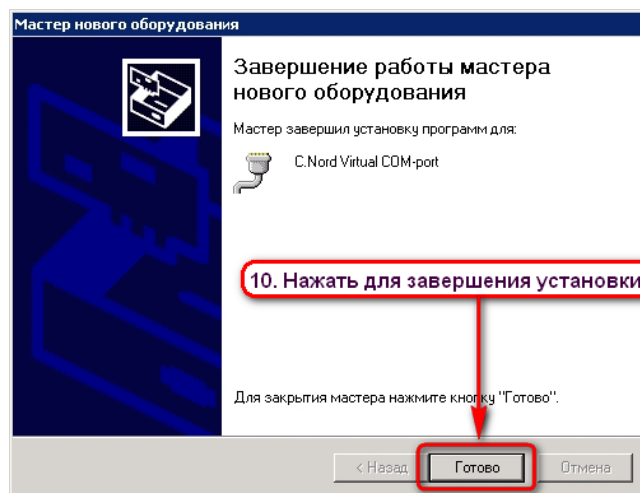 Мастер нового оборудования
Завершение работы мастера
нового оборудования
Мастер завершил установку программ для:
C.Nord Virtual COM-port
10. Нажать для завершения установки
Для закрытия мастера нажмите кнопку "Готово".
< Назад
Готово
Отмена